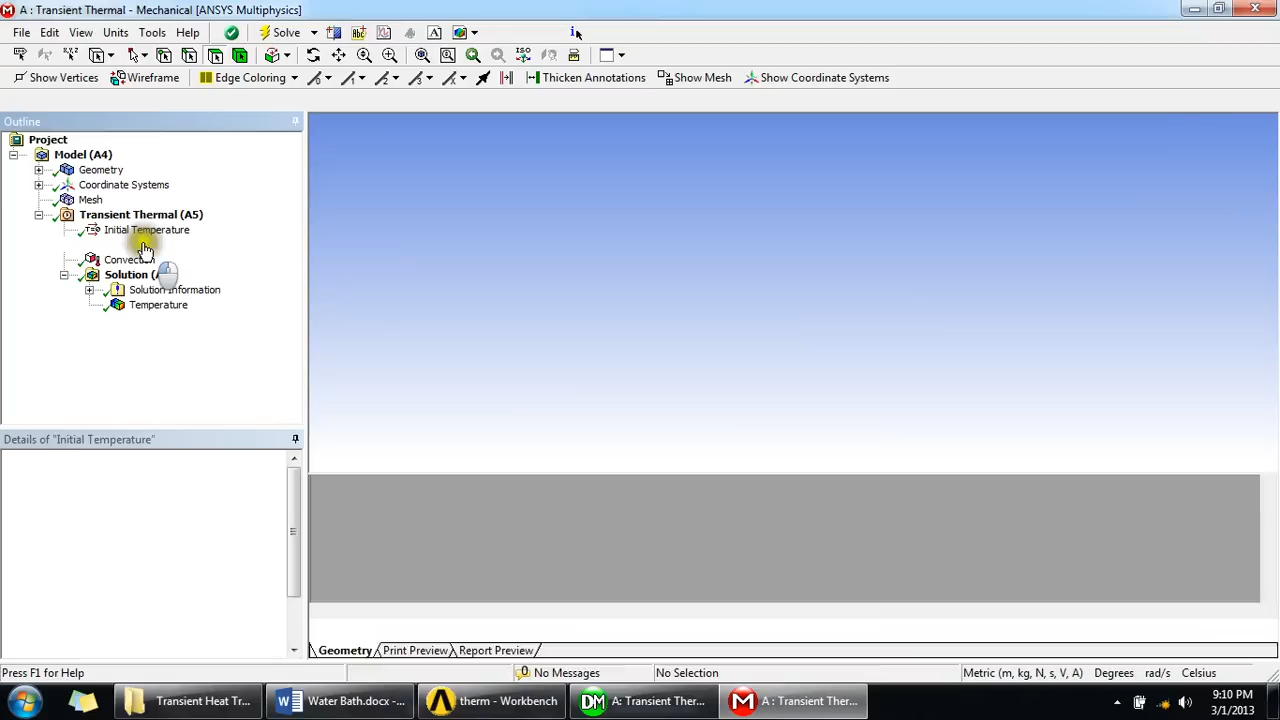 A : Transient Thermal - Mechanical [ANSYS Multiphysics]
File Edit View Units Tools Help Solve
Show Vertices Wireframe Edge Coloring Thicken Annotations Show Mesh Show Coordinate Systems
Outline
Project
Model (A4)
Geometry
Coordinate Systems
Mesh
Transient Thermal (A5)
Initial Temperature
Convection
Solution
Solution Information
Temperature
Details of "Initial Temperature"
Geometry Print Preview Report Preview
Press F1 for Help 0 No Messages No Selection Metric (m, kg, N, s, V, A) Degrees rad/s Celsius
Transient Heat Tr... Water Bath.docx -... therm - Workbench DM A: Transient Ther... M A : Transient Ther... 9:10 PM
3/1/2013